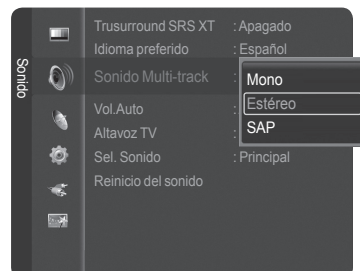 Sonido
Trusurround SRS XT : Apagado
Idioma preferido : Español
Sonido Multi-track :
Mono
Estéreo
SAP
Vol.Auto :
Altavoz TV :
Sel. Sonido : Principal
Reinicio del sonido